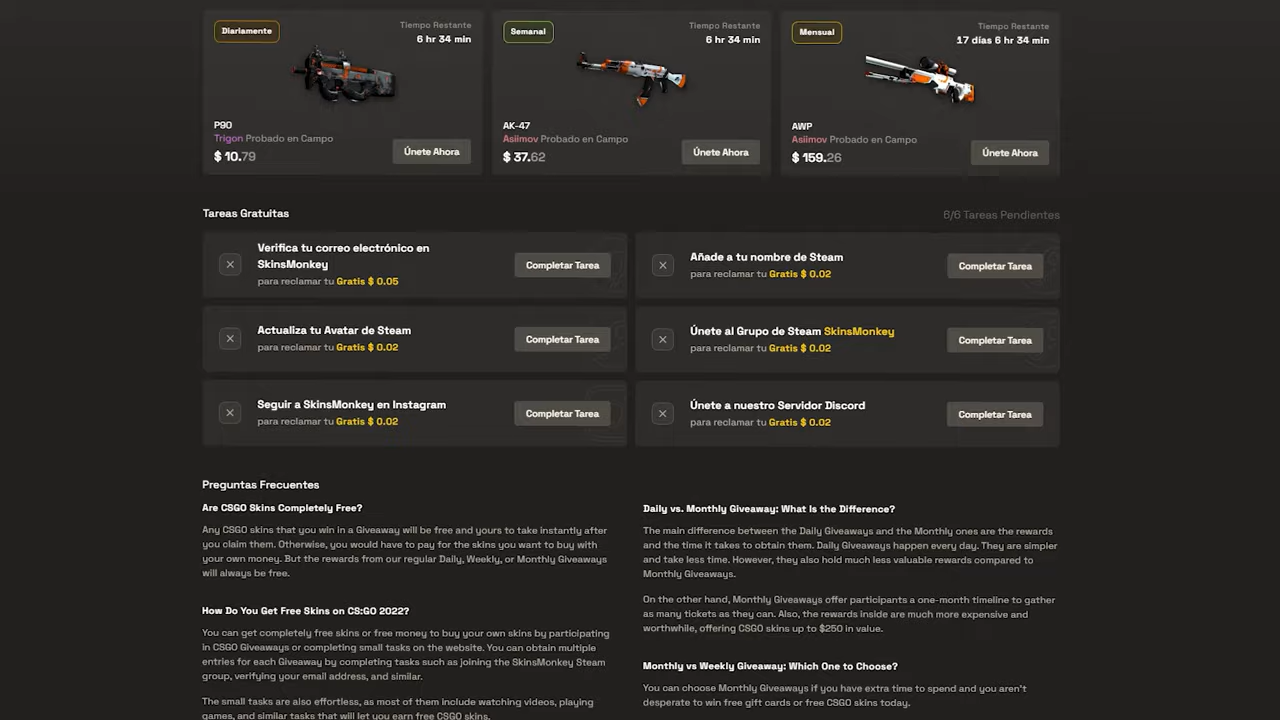 Diariamente
Tiempo Restante
6 hr 34 min
P90
Trigon Probado en Campo
$ 10.79
Únete Ahora
Semanal
Tiempo Restante
6 hr 34 min
AK-47
Asiimov Probado en Campo
$ 37.62
Únete Ahora
Mensual
Tiempo Restante
17 días 6 hr 34 min
AWP
Asiimov Probado en Campo
$ 159.26
Únete Ahora
Tareas Gratuitas
6/6 Tareas Pendientes
Verifica tu correo electrónico en
SkinsMonkey
para reclamar tu Gratis $ 0.05
Completar Tarea
Añade a tu nombre de Steam
para reclamar tu Gratis $ 0.02
Completar Tarea
Actualiza tu Avatar de Steam
para reclamar tu Gratis $ 0.02
Completar Tarea
Únete al Grupo de Steam SkinsMonkey
para reclamar tu Gratis $ 0.02
Completar Tarea
Seguir a SkinsMonkey en Instagram
para reclamar tu Gratis $ 0.02
Completar Tarea
Únete a nuestro Servidor Discord
para reclamar tu Gratis $ 0.02
Completar Tarea
Preguntas Frecuentes
Are CSGO Skins Completely Free?
Any CSGO skins that you win in a Giveaway will be free and yours to take instantly after
you claim them. Otherwise, you would have to pay for the skins you want to buy with
your own money. But the rewards from our regular Daily, Weekly, or Monthly Giveaways
will always be free.
How Do You Get Free Skins on CS:GO 2022?
You can get completely free skins or free money to buy your own skins by participating
in CSGO Giveaways or completing small tasks on the website. You can obtain multiple
entries for each Giveaway by completing tasks such as joining the SkinsMonkey Steam
group, verifying your email address, and similar.
The small tasks are also effortless, as most of them include watching videos, playing
games, and similar tasks that will let you earn free CSGO skins.
Daily vs. Monthly Giveaway: What Is the Difference?
The main difference between the Daily Giveaways and the Monthly ones are the rewards
and the time it takes to obtain them. Daily Giveaways happen every day. They are simpler
and take less time. However, they also hold much less valuable rewards compared to
Monthly Giveaways.
On the other hand, Monthly Giveaways offer participants a one-month timeline to gather
as many tickets as they can. Also, the rewards inside are much more expensive and
worthwhile, offering CSGO skins up to $250 in value.
Monthly vs Weekly Giveaway: Which One to Choose?
You can choose Monthly Giveaways if you have extra time to spend and you aren't
desperate to win free gift cards or free CSGO skins today.